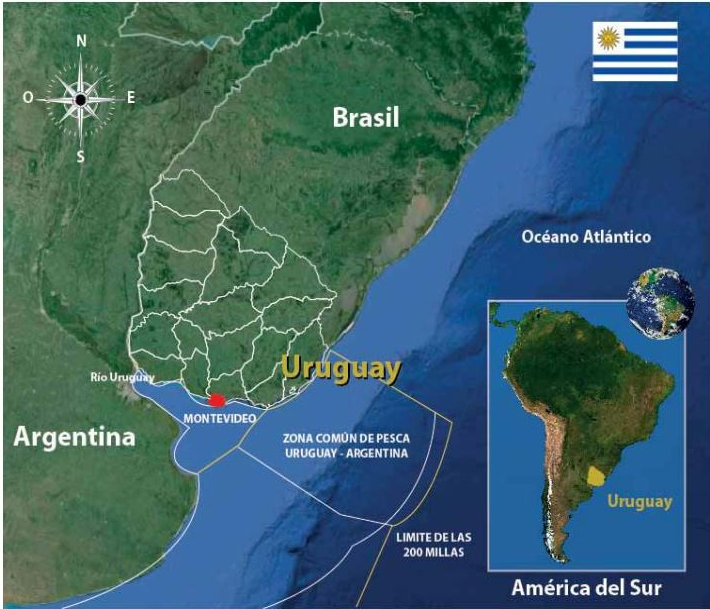 N
O
E
S
Brasil
Océano Atlántico
Uruguay
Río Uruguay
MONTEVIDEO
Argentina
ZONA COMÚN DE PESCA
URUGUAY - ARGENTINA
LIMITE DE LAS
200 MILLAS
Uruguay
América del Sur